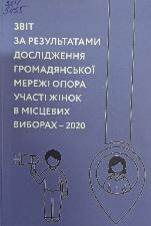 ЗВІТ
ЗА РЕЗУЛЬТАТАМИ
ДОСЛІДЖЕННЯ
ГРОМАДЯНСЬКОЇ
МЕРЕЖІ ОПОРА
УЧАСТІ ЖІНОК
В МІСЦЕВИХ
ВИБОРАХ – 2020